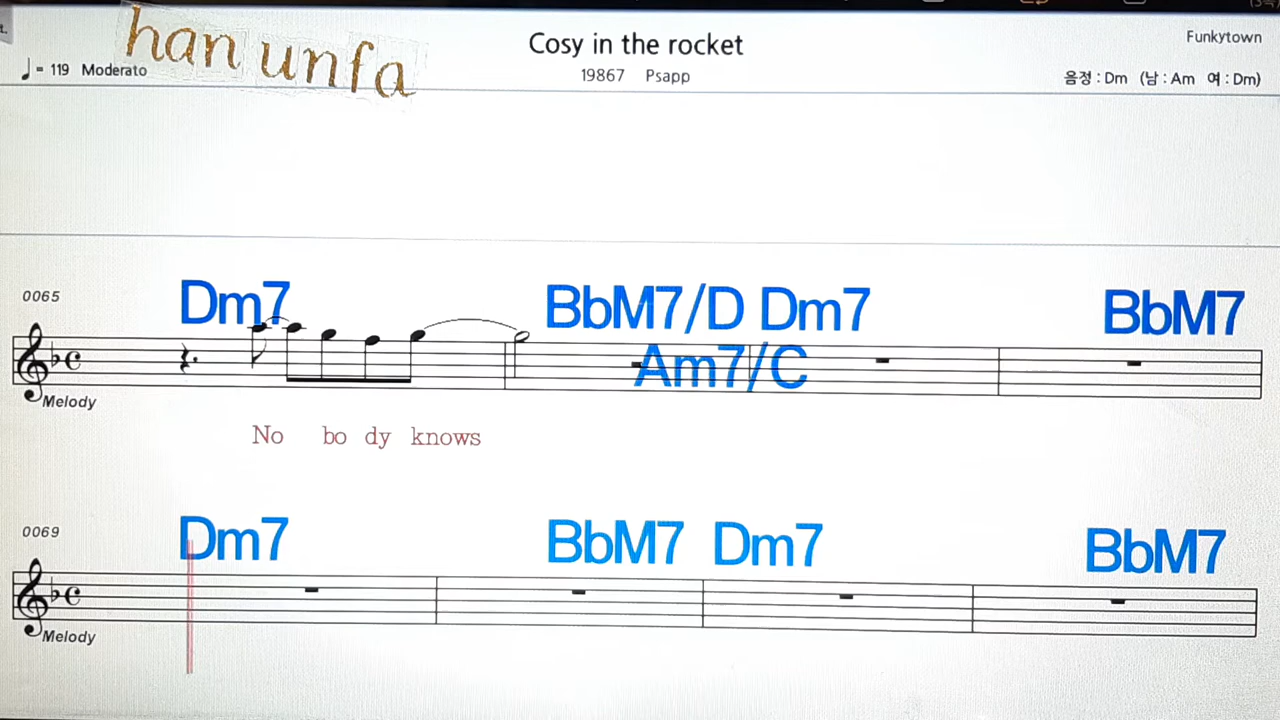 han unfa
Cosy in the rocket
Funkytown
♩ = 119 Moderato
19867 Psapp
음정 : Dm (남 : Am 여 : Dm)
0065
Dm7 BbM7/D Dm7 BbM7
Am7/C
Melody
No bo dy knows
0069
Dm7 BbM7 Dm7 BbM7
Melody